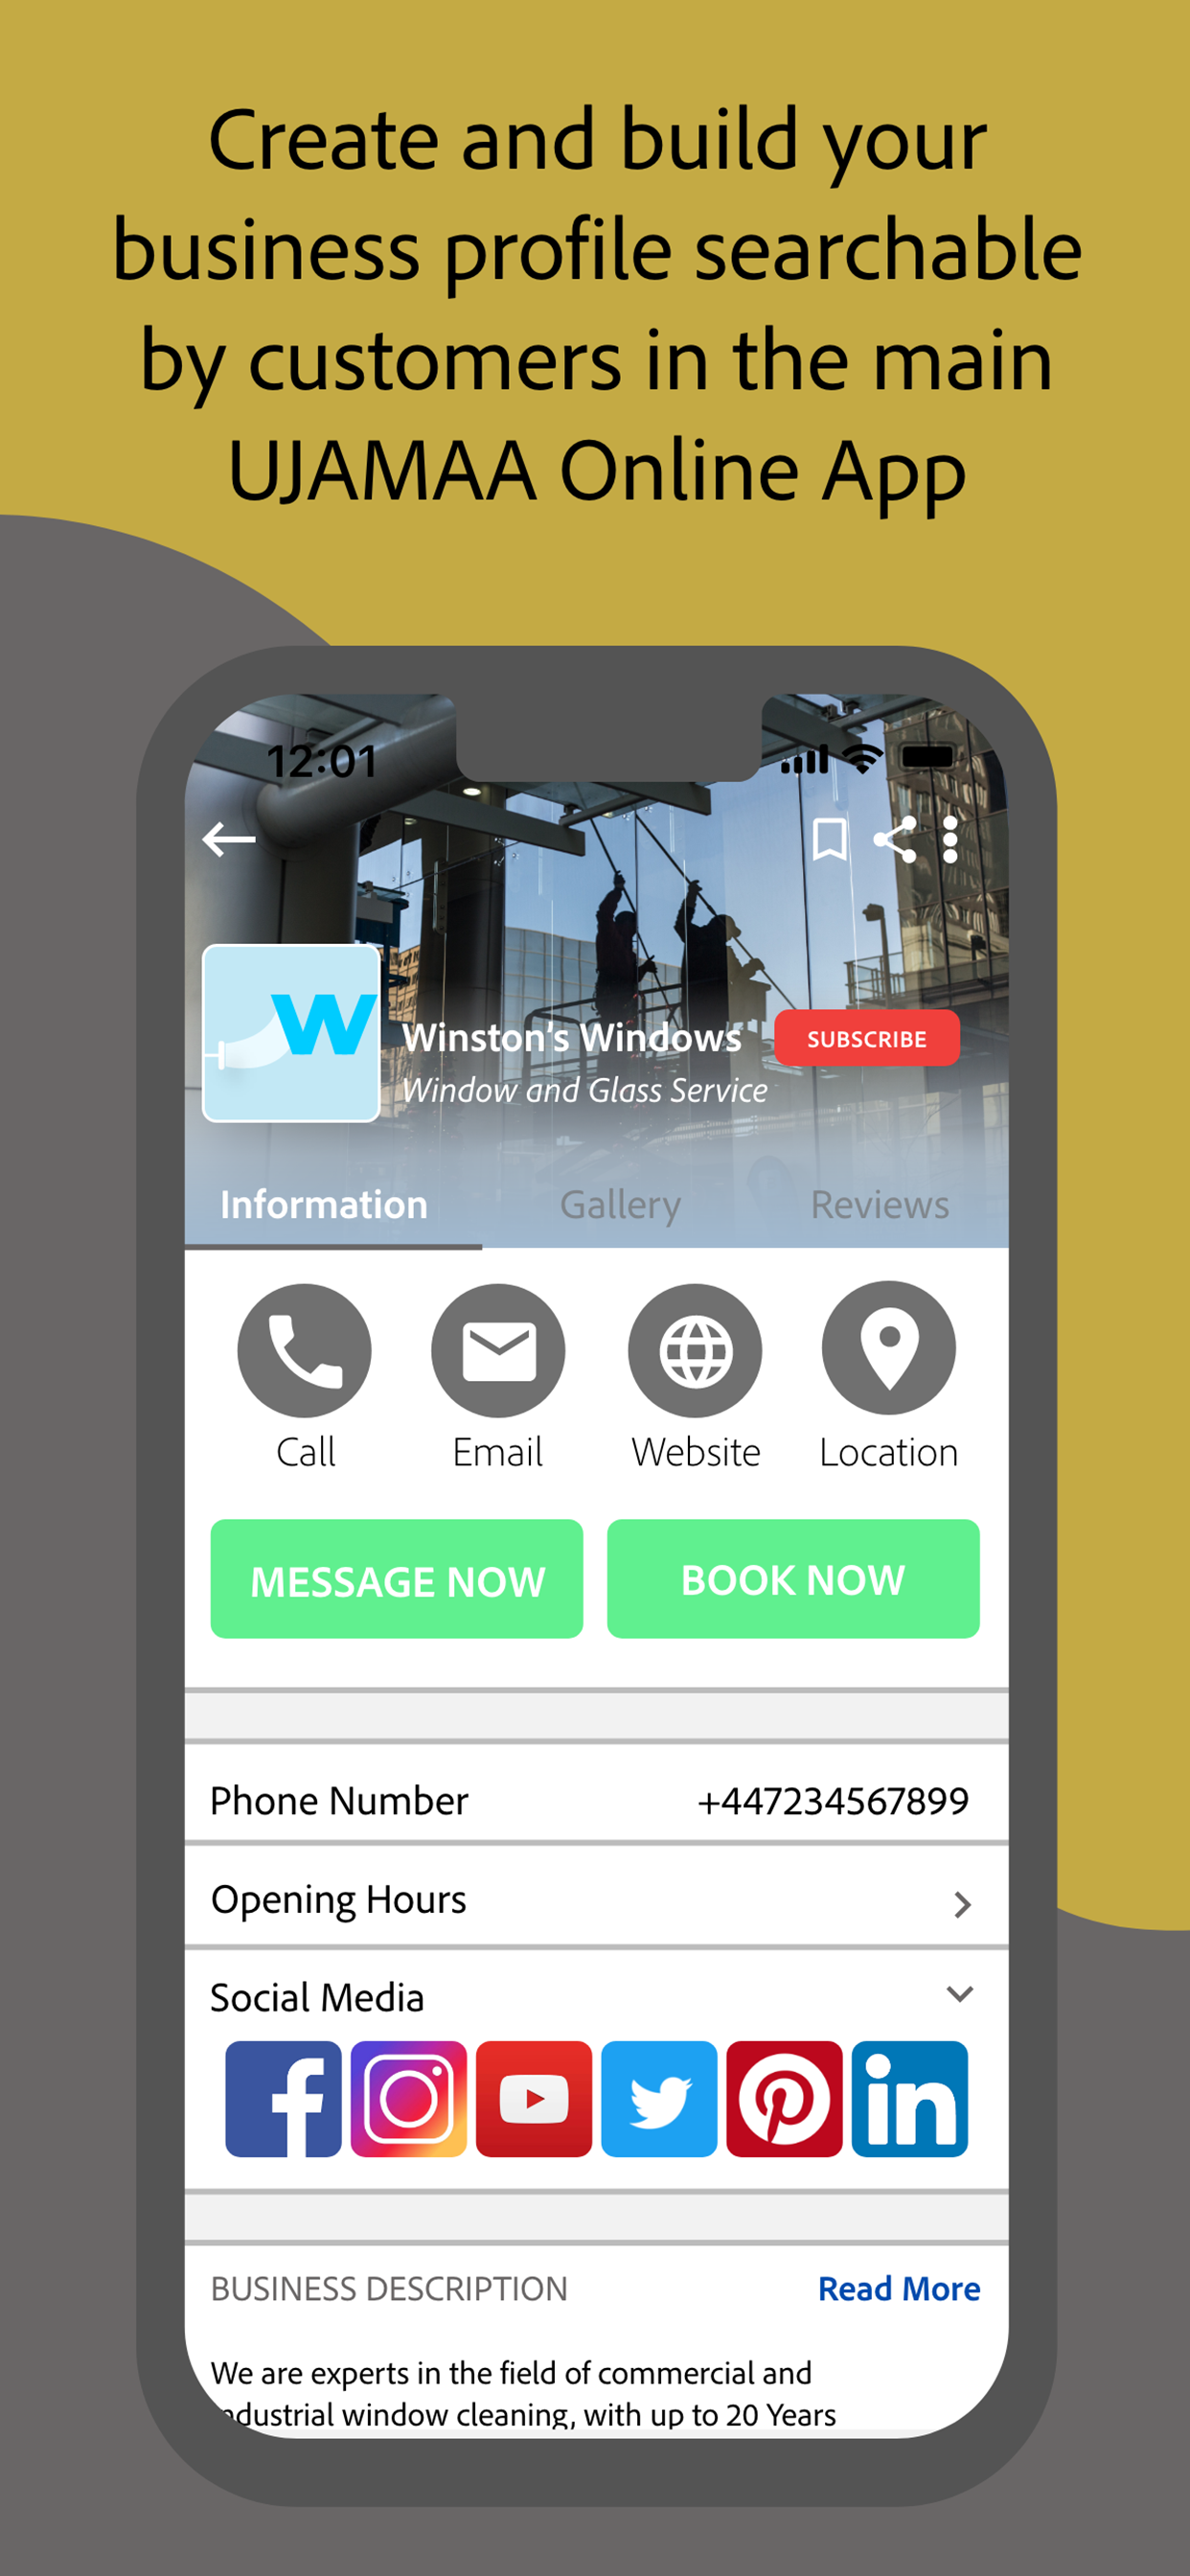 Create and build your
business profile searchable
by customers in the main
UJAMAA Online App
12:01
W
Winston's Windows
SUBSCRIBE
Window and Glass Service
Information Gallery Reviews
Call Email Website Location
MESSAGE NOW BOOK NOW
Phone Number +447234567899
Opening Hours
Social Media
BUSINESS DESCRIPTION Read More
We are experts in the field of commercial and
industrial window cleaning, with up to 20 Years